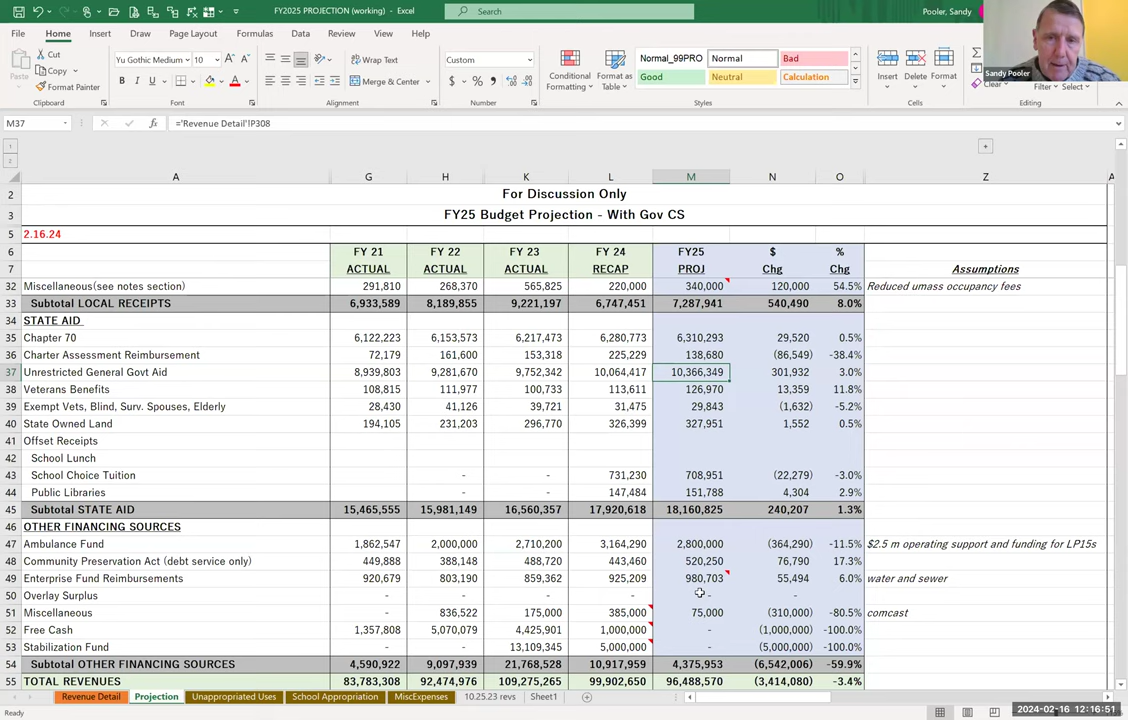 FY2025 PROJECTION (working) - Excel
Search
Pooler, Sandy
File Home Insert Draw Page Layout Formulas Data Review View Help
Cut
Copy
Format Painter
Paste
Clipboard
Yu Gothic Medium 10
B I U
Font
Wrap Text
Merge & Center
Alignment
Custom
$ % 9
Number
Conditional Formatting
Format as Table
Normal_99PRO Normal Bad
Good Neutral Calculation
Styles
Insert Delete Format
Cells
Clear
Filter Select
Editing
Sandy Pooler
M37 fx ='Revenue Detail'!P308
1
2
A G H K L M N O Z
2 For Discussion Only
3 FY25 Budget Projection - With Gov CS
5 2.16.24
6 FY 21 FY 22 FY 23 FY 24 FY25 $ %
7 ACTUAL ACTUAL ACTUAL RECAP PROJ Chg Chg Assumptions
32 Miscellaneous(see notes section) 291,810 268,370 565,825 220,000 340,000 120,000 54.5% Reduced umass occupancy fees
33 Subtotal LOCAL RECEIPTS 6,933,589 8,189,855 9,221,197 6,747,451 7,287,941 540,490 8.0%
34 STATE AID
35 Chapter 70 6,122,223 6,153,573 6,217,473 6,280,773 6,310,293 29,520 0.5%
36 Charter Assessment Reimbursement 72,179 161,600 153,318 225,229 138,680 (86,549) -38.4%
37 Unrestricted General Govt Aid 8,939,803 9,281,670 9,752,342 10,064,417 10,366,349 301,932 3.0%
38 Veterans Benefits 108,815 111,977 100,733 113,611 126,970 13,359 11.8%
39 Exempt Vets, Blind, Surv. Spouses, Elderly 28,430 41,126 39,721 31,475 29,843 (1,632) -5.2%
40 State Owned Land 194,105 231,203 296,770 326,399 327,951 1,552 0.5%
41 Offset Receipts
42 School Lunch
43 School Choice Tuition - - 731,230 708,951 (22,279) -3.0%
44 Public Libraries - - 147,484 151,788 4,304 2.9%
45 Subtotal STATE AID 15,465,555 15,981,149 16,560,357 17,920,618 18,160,825 240,207 1.3%
46 OTHER FINANCING SOURCES
47 Ambulance Fund 1,862,547 2,000,000 2,710,200 3,164,290 2,800,000 (364,290) -11.5% $2.5 m operating support and funding for LP15s
48 Community Preservation Act (debt service only) 449,888 388,148 488,720 443,460 520,250 76,790 17.3%
49 Enterprise Fund Reimbursements 920,679 803,190 859,362 925,209 980,703 55,494 6.0% water and sewer
50 Overlay Surplus - - - - - -
51 Miscellaneous - 836,522 175,000 385,000 75,000 (310,000) -80.5% comcast
52 Free Cash 1,357,808 5,070,079 4,425,901 1,000,000 - (1,000,000) -100.0%
53 Stabilization Fund - 13,109,345 5,000,000 - (5,000,000) -100.0%
54 Subtotal OTHER FINANCING SOURCES 4,590,922 9,097,939 21,768,528 10,917,959 4,375,953 (6,542,006) -59.9%
55 TOTAL REVENUES 83,783,308 92,474,976 109,275,265 99,902,650 96,488,570 (3,414,080) -3.4%
Revenue Detail Projection Unappropriated Uses School Appropriation MiscExpenses 10.25.23 revs Sheet1
Ready
2024-02-16 12:16:51